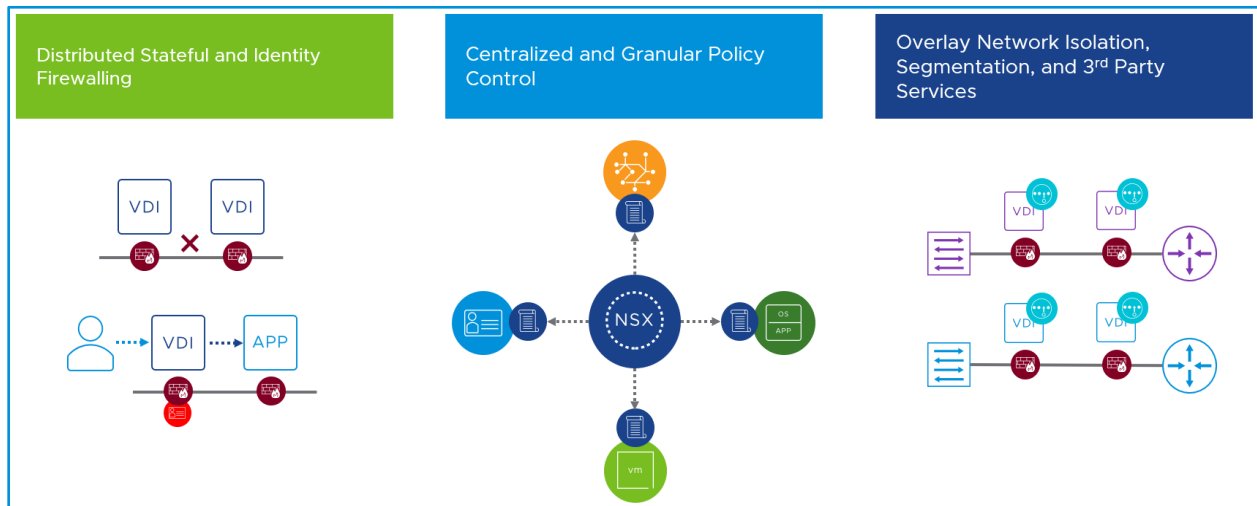 Distributed Stateful and Identity
Firewalling
Centralized and Granular Policy
Control
Overlay Network Isolation,
Segmentation, and 3rd Party
Services
VDI VDI
VDI APP
NSX
OS
APP
vm
VDI VDI
VDI VDI